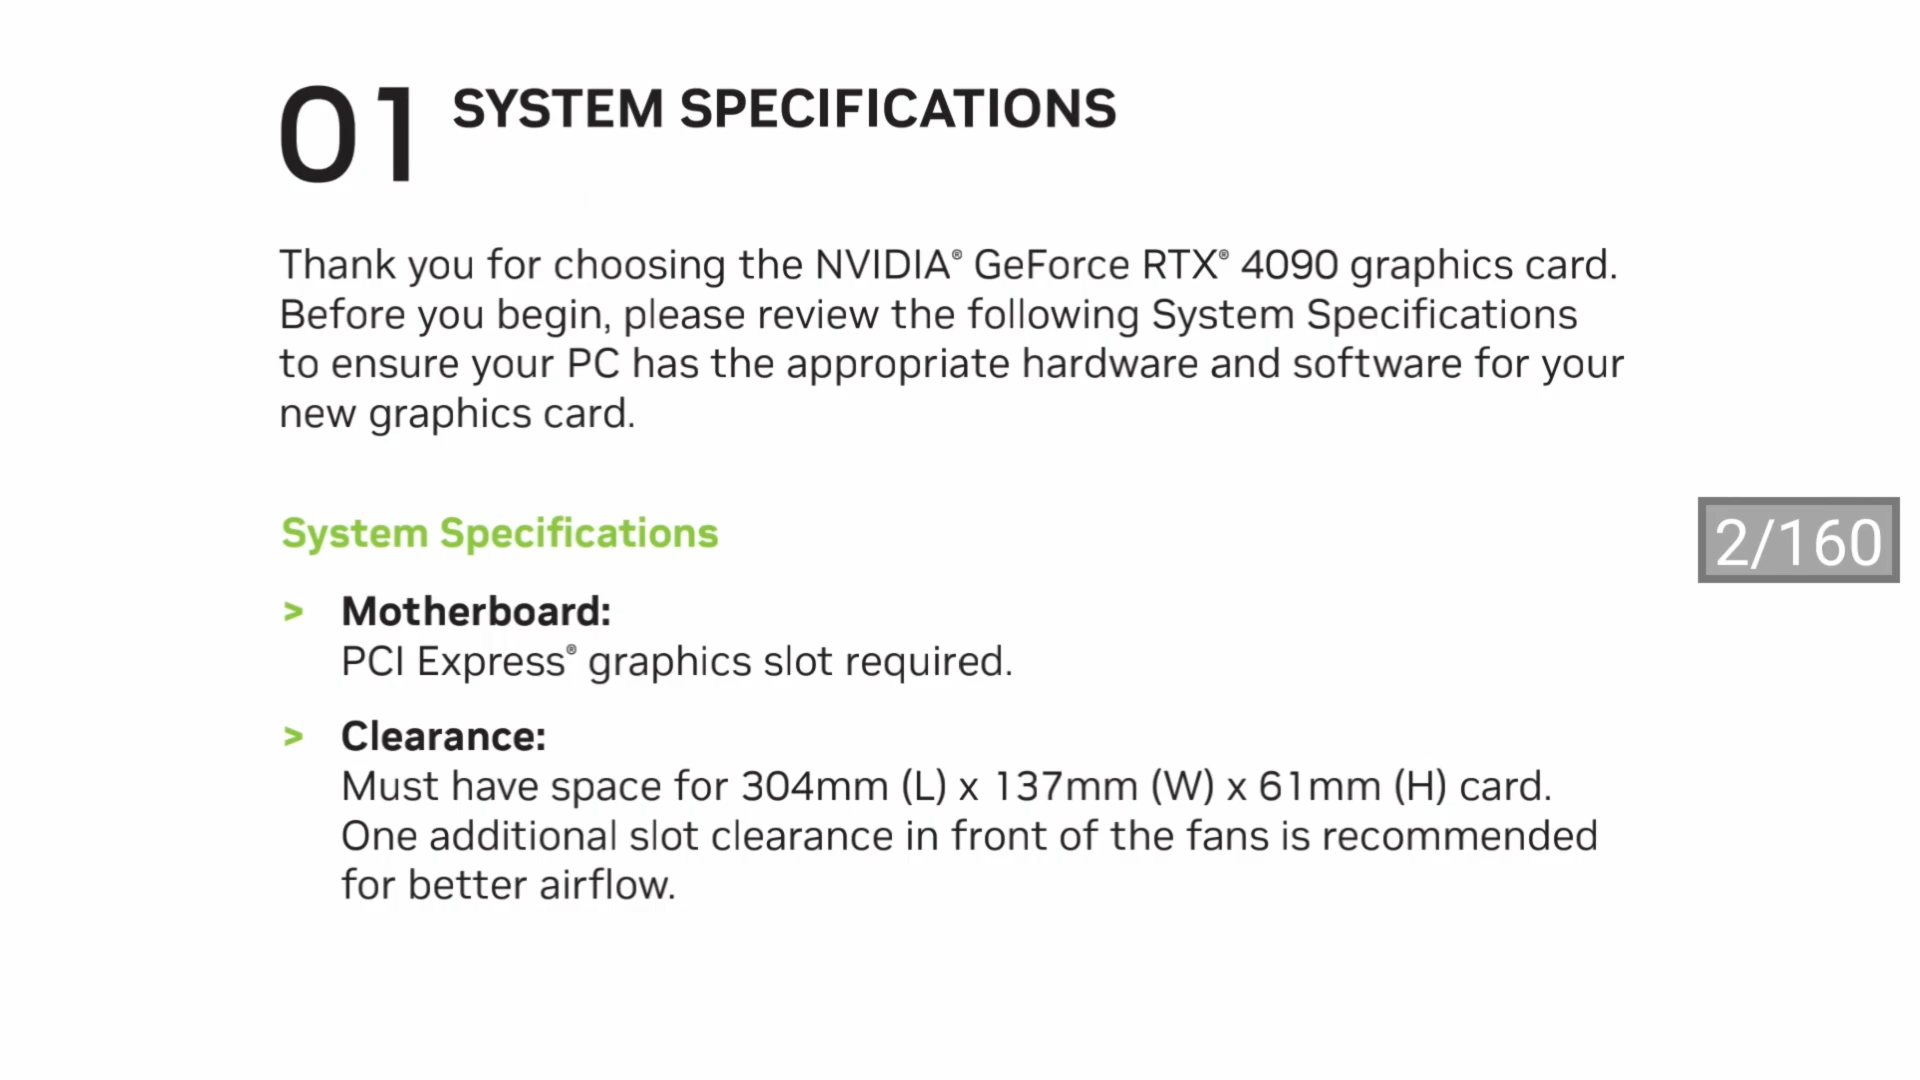 01 SYSTEM SPECIFICATIONS
Thank you for choosing the NVIDIA® GeForce RTX® 4090 graphics card.
Before you begin, please review the following System Specifications
to ensure your PC has the appropriate hardware and software for your
new graphics card.
System Specifications
2/160
> Motherboard:
PCI Express® graphics slot required.
> Clearance:
Must have space for 304mm (L) x 137mm (W) x 61mm (H) card.
One additional slot clearance in front of the fans is recommended
for better airflow.